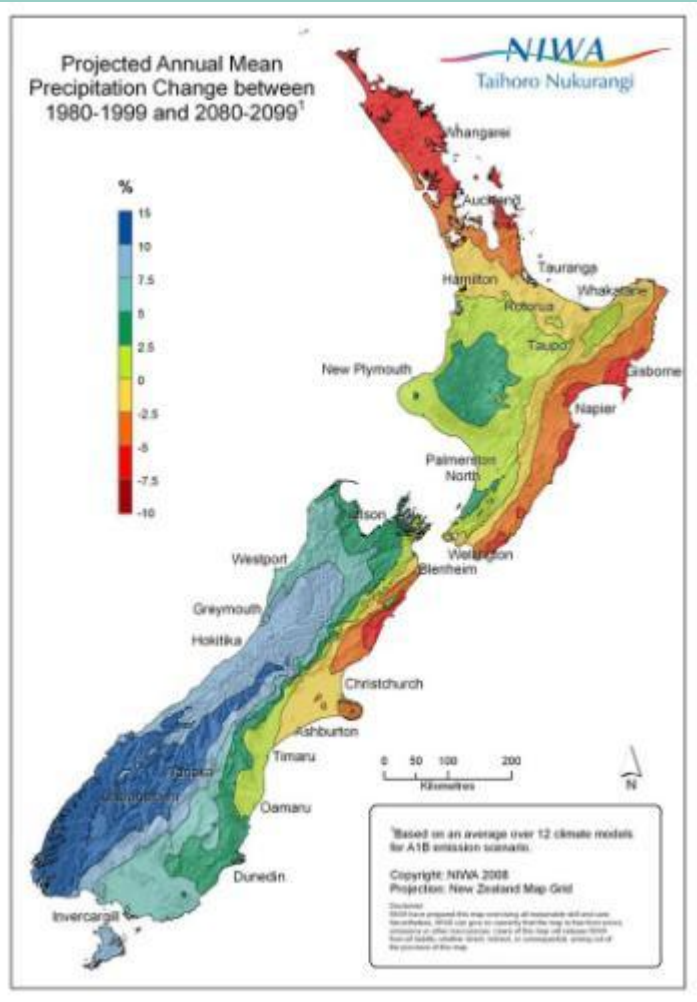 Projected Annual Mean
Precipitation Change between
1980-1999 and 2080-2099¹
NIWA
Taihoro Nukurangi
%
15
10
7.5
5
2.5
0
-2.5
-5
-7.5
-10
Whangarei
Auckland
Tauranga
Hamilton
Whakatane
Rotorua
Taupo
New Plymouth
Gisborne
Napier
Palmerston
North
Nelson
Wellington
Westport
Blenheim
Greymouth
Hokitika
Christchurch
Ashburton
Timaru
Oamaru
Dunedin
Invercargill
0 50 100 200
Kilometres
N
¹Based on an average over 12 climate models
for A1B emission scenario.
Copyright: NIWA 2008
Projection: New Zealand Map Grid
Disclaimer